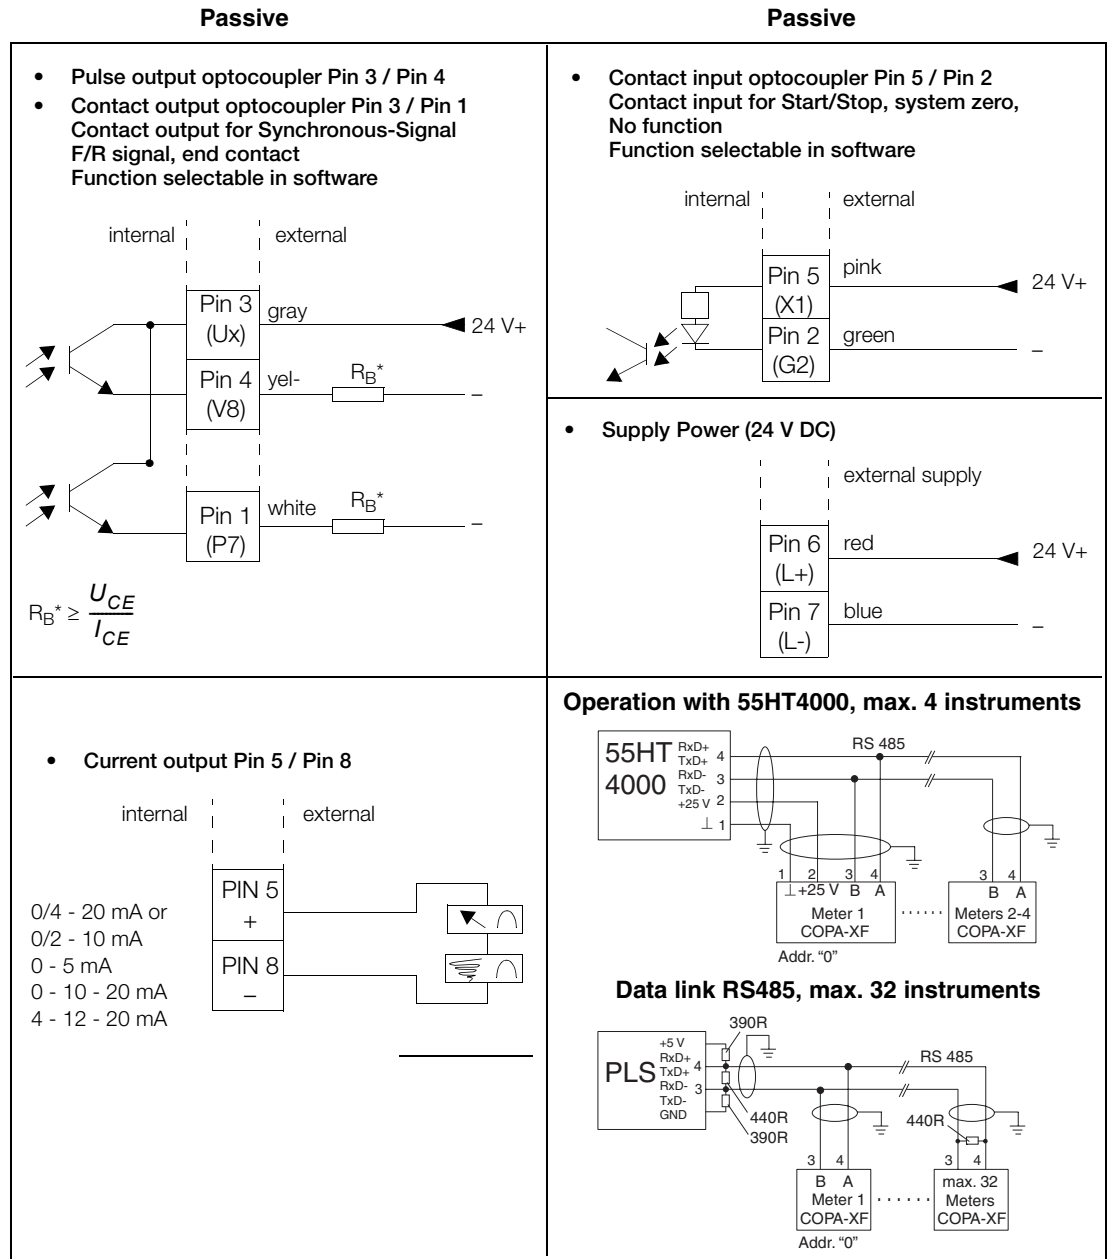 Passive
• Pulse output optocoupler Pin 3 / Pin 4
• Contact output optocoupler Pin 3 / Pin 1
Contact output for Synchronous-Signal
F/R signal, end contact
Function selectable in software
internal external
Pin 3
(Ux)
gray
24 V+
Pin 4
(V8)
yel-
RB*
–
Pin 1
(P7)
white
RB*
–
RB* ≥ UCE
ICE
Passive
• Contact input optocoupler Pin 5 / Pin 2
Contact input for Start/Stop, system zero,
No function
Function selectable in software
internal external
Pin 5
(X1)
pink
24 V+
Pin 2
(G2)
green
–
• Supply Power (24 V DC)
external supply
Pin 6
(L+)
red
24 V+
Pin 7
(L-)
blue
–
• Current output Pin 5 / Pin 8
internal external
PIN 5
+
PIN 8
–
0/4 - 20 mA or
0/2 - 10 mA
0 - 5 mA
0 - 10 - 20 mA
4 - 12 - 20 mA
Operation with 55HT4000, max. 4 instruments
55HT
4000
RxD+
TxD+ 4
RxD- 3
TxD-
+25 V 2
⊥ 1
RS 485
1 2 3 4
⊥ +25 V B A
Meter 1
COPA-XF
Addr. “0”
3 4
B A
Meters 2-4
COPA-XF
Data link RS485, max. 32 instruments
PLS
+5 V
RxD+
TxD+ 4
RxD- 3
TxD-
GND
390R
440R
390R
RS 485
440R
3 4
B A
Meter 1
COPA-XF
Addr. “0”
3 4
max. 32
Meters
COPA-XF